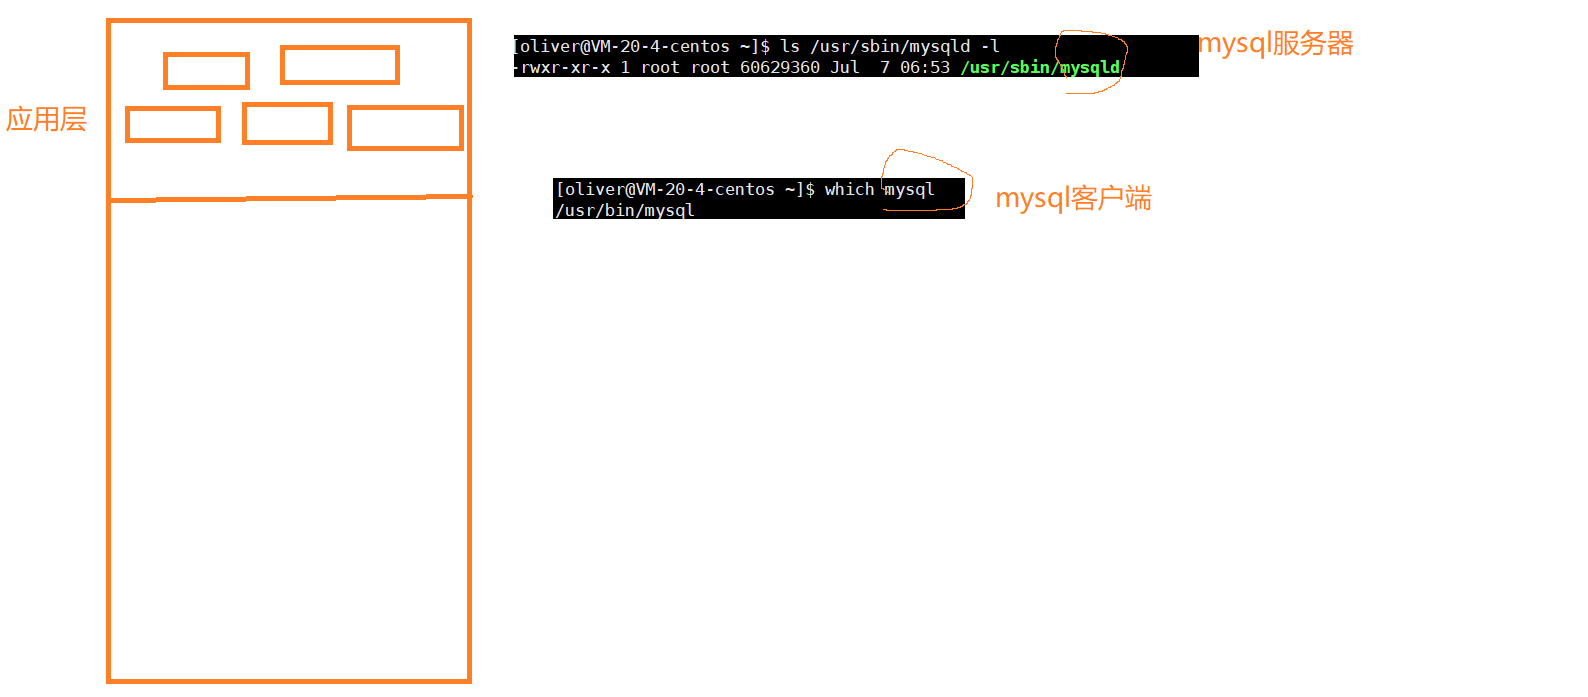 应用层
[oliver@VM-20-4-centos ~]$ ls /usr/sbin/mysqld -l
-rwxr-xr-x 1 root root 60629360 Jul  7 06:53 /usr/sbin/mysqld
mysql服务器
[oliver@VM-20-4-centos ~]$ which mysql
/usr/bin/mysql
mysql客户端